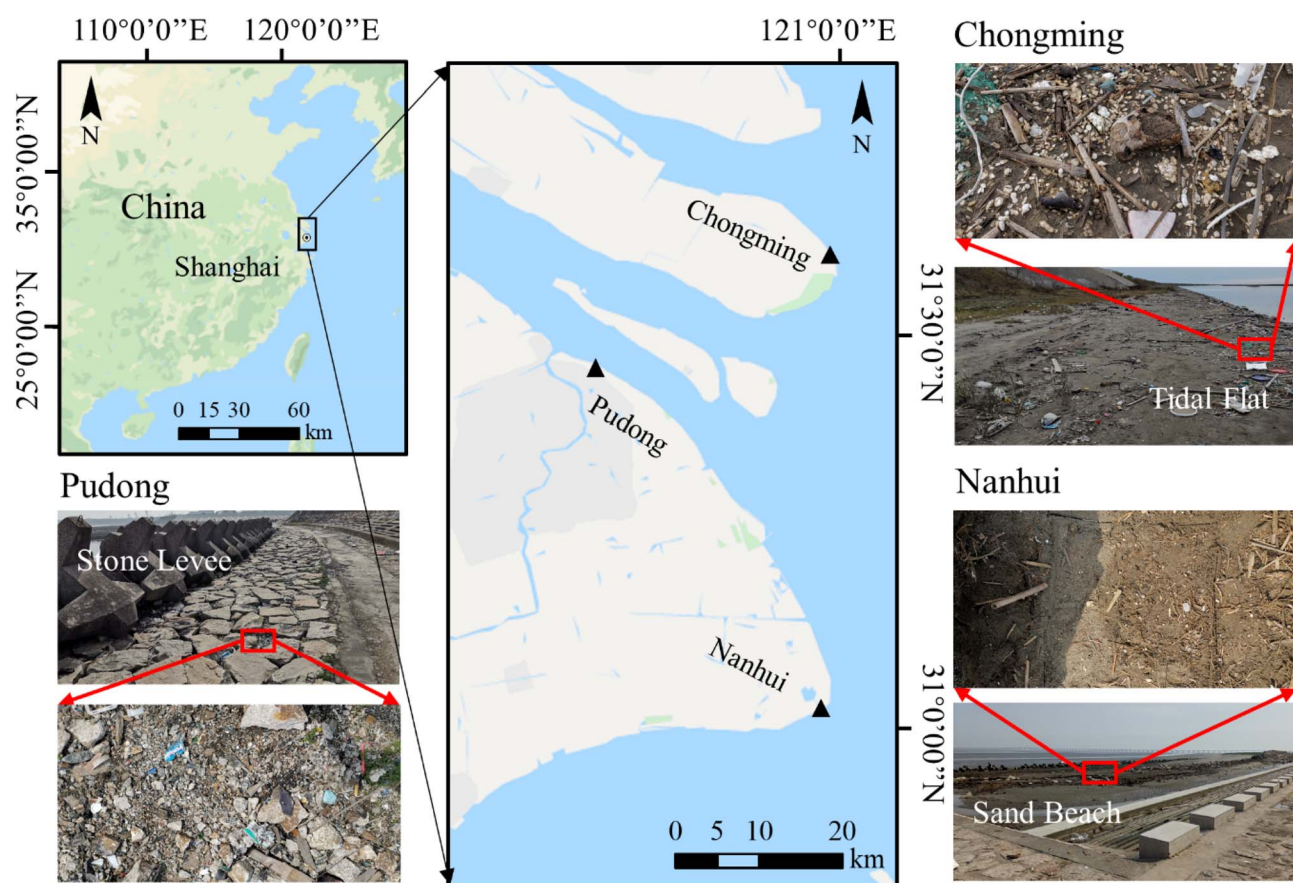 110°0'0”E
120°0'0”E
N
35°0'0”N
25°0'0”N
China
Shanghai
0 15 30 60
km
121°0'0”E
N
Chongming
Pudong
Nanhui
31°30'0”N
31°0'0”N
0 5 10 20
km
Chongming
Tidal Flat
Pudong
Stone Levee
Nanhui
Sand Beach